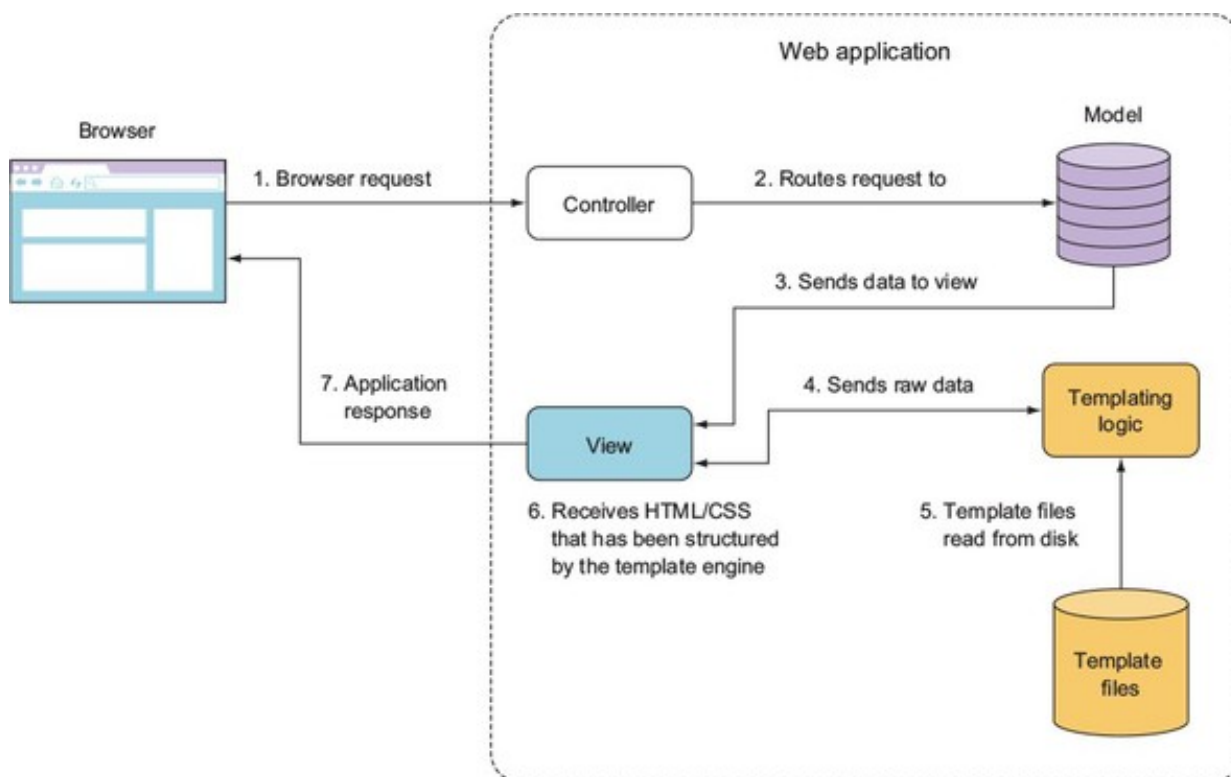 Web application
Browser
Model
1. Browser request
2. Routes request to
Controller
3. Sends data to view
7. Application
response
4. Sends raw data
Templating
logic
View
6. Receives HTML/CSS
that has been structured
by the template engine
5. Template files
read from disk
Template
files